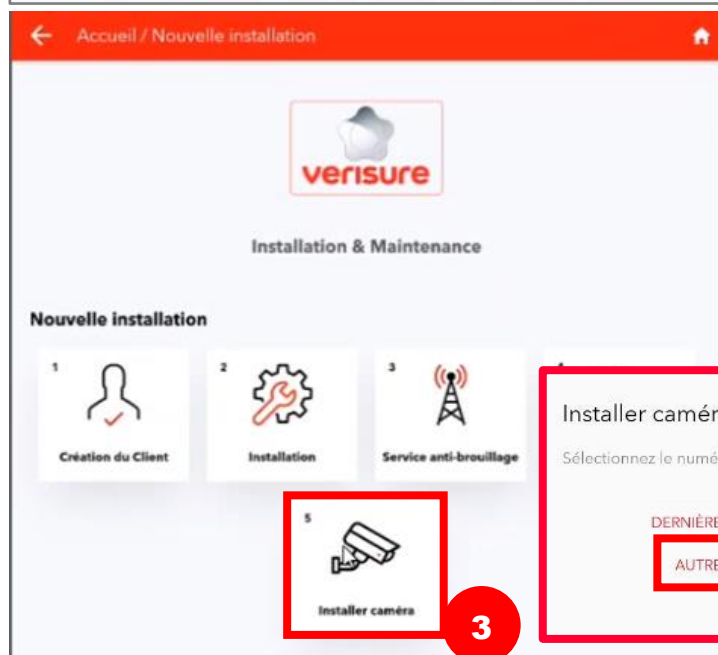 Accueil / Nouvelle installation
verisure
Installation & Maintenance
Nouvelle installation
1
2
3
Création du Client
Installation
Service anti-brouillage
Installer camér
Sélectionnez le numé
DERNIÈRE
AUTRE
5
Installer caméra
3